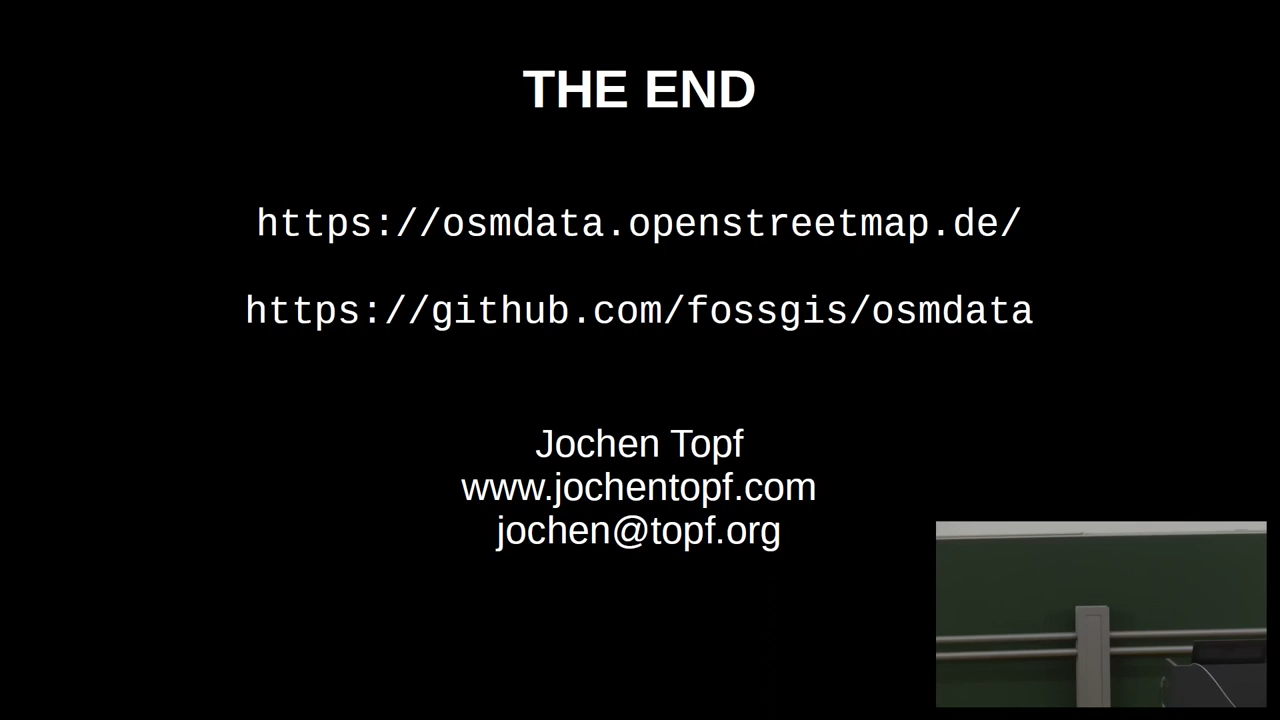 THE END
https://osmdata.openstreetmap.de/
https://github.com/fossgis/osmdata
Jochen Topf
www.jochentopf.com
jochen@topf.org